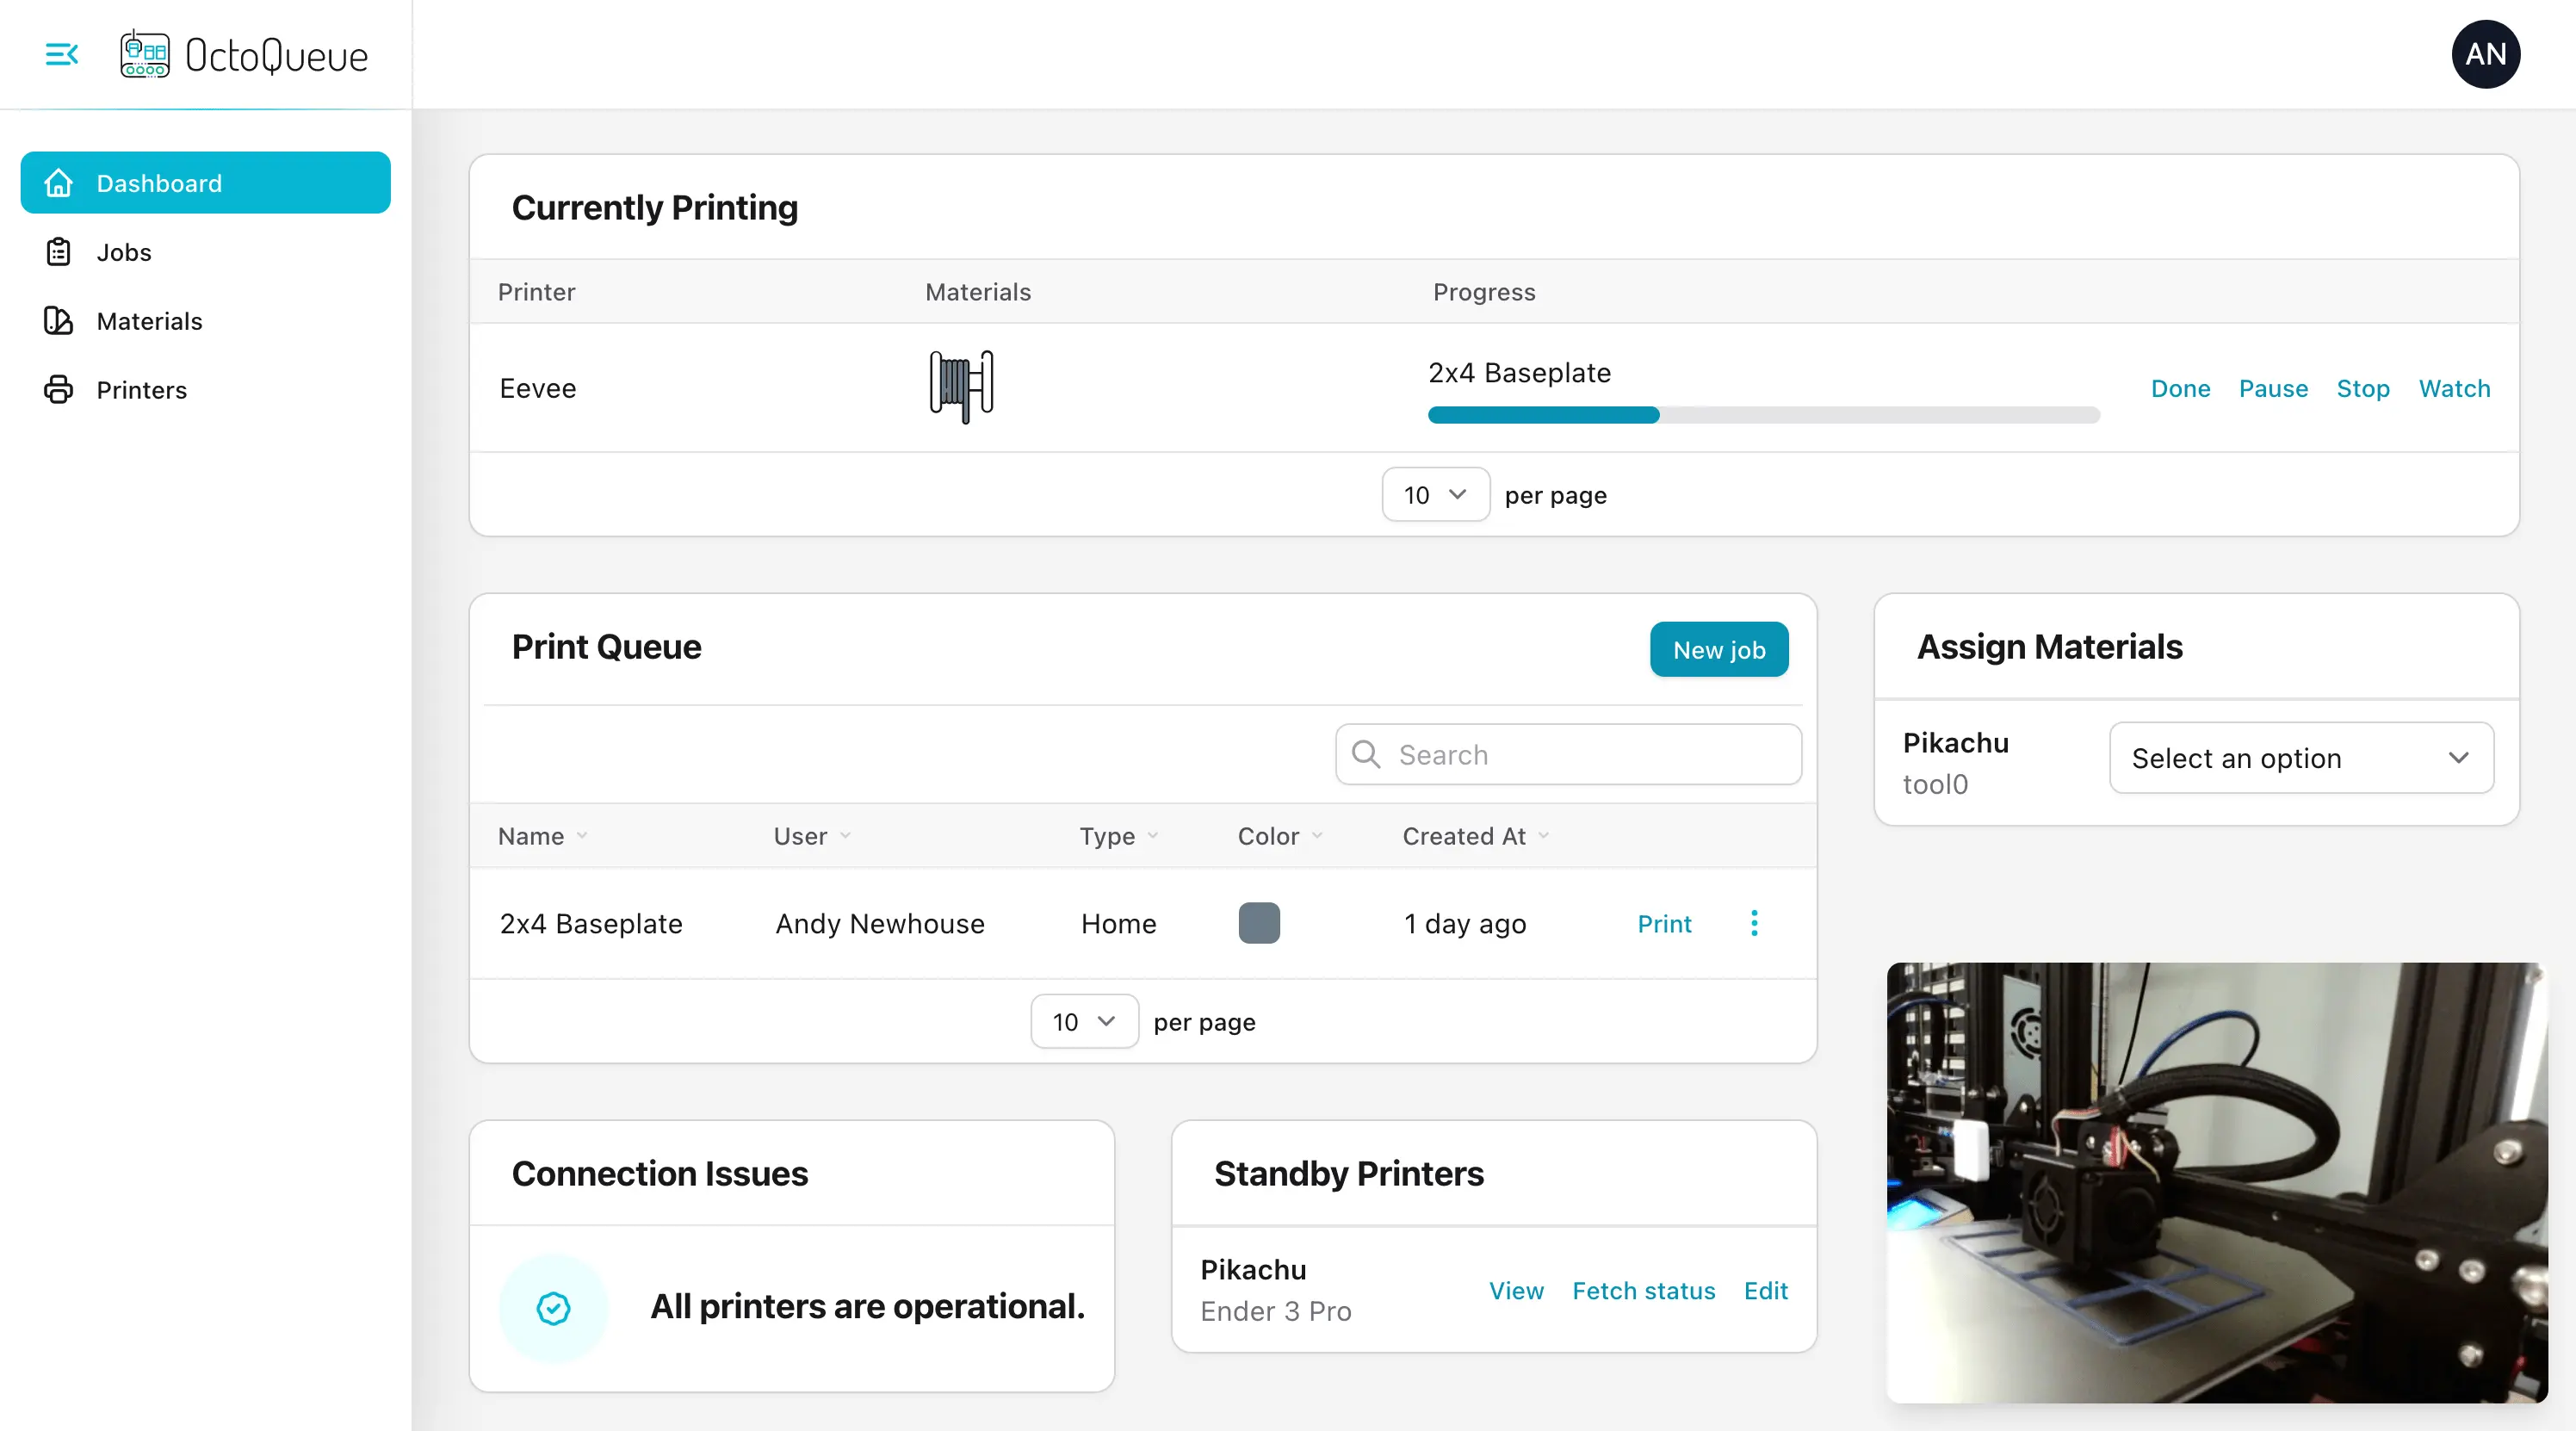 OctoQueue
AN
Dashboard
Jobs
Materials
Printers
Currently Printing
Printer Materials Progress
Eevee
2x4 Baseplate
Done Pause Stop Watch
10 per page
Print Queue
New job
Search
Name User Type Color Created At
2x4 Baseplate Andy Newhouse Home 1 day ago Print
10 per page
Assign Materials
Pikachu
tool0
Select an option
Connection Issues
All printers are operational.
Standby Printers
Pikachu
Ender 3 Pro
View Fetch status Edit